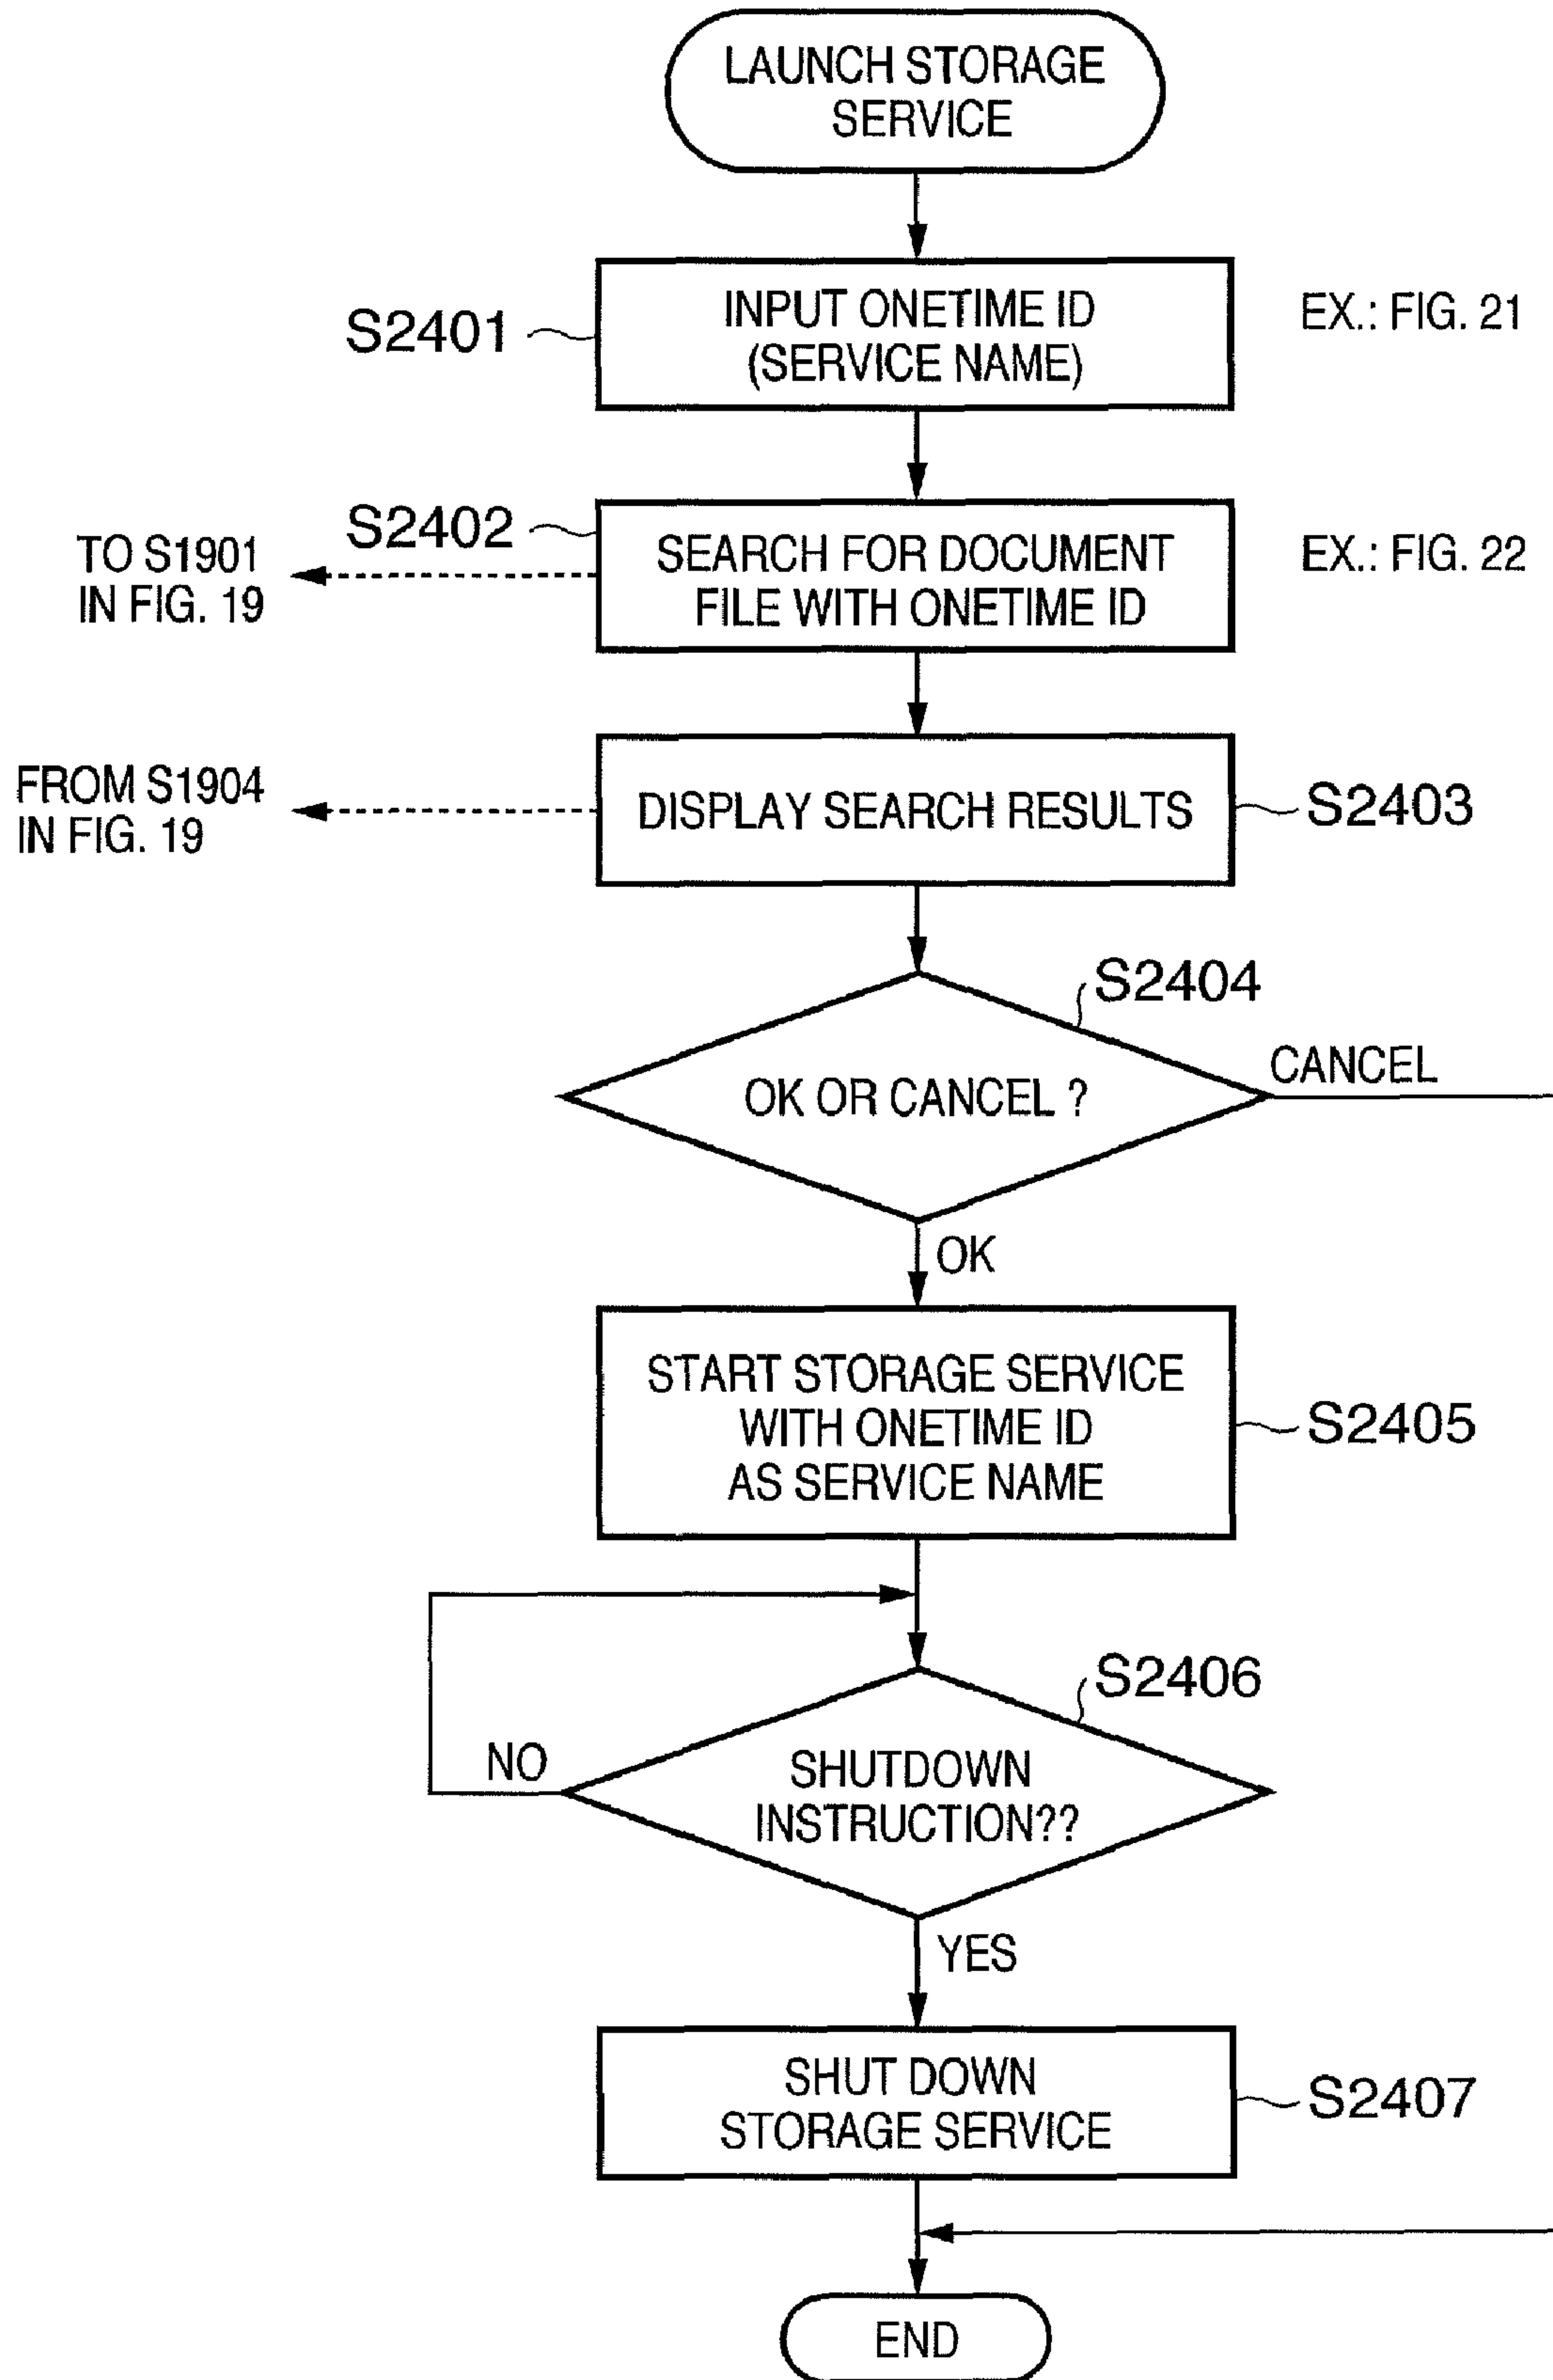 LAUNCH STORAGE
SERVICE
S2401
INPUT ONETIME ID
(SERVICE NAME)
EX.: FIG. 21
TO S1901
IN FIG. 19
S2402
SEARCH FOR DOCUMENT
FILE WITH ONETIME ID
EX.: FIG. 22
FROM S1904
IN FIG. 19
DISPLAY SEARCH RESULTS
S2403
S2404
OK OR CANCEL ?
CANCEL
OK
START STORAGE SERVICE
WITH ONETIME ID
AS SERVICE NAME
S2405
S2406
NO
SHUTDOWN
INSTRUCTION??
YES
SHUT DOWN
STORAGE SERVICE
S2407
END